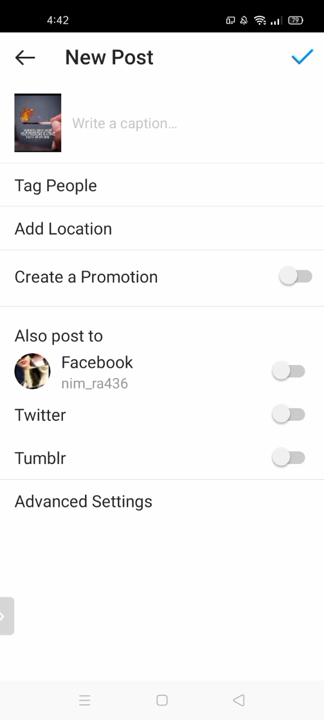 4:42
79
New Post
Write a caption...
Tag People
Add Location
Create a Promotion
Also post to
Facebook
nim_ra436
Twitter
Tumblr
Advanced Settings